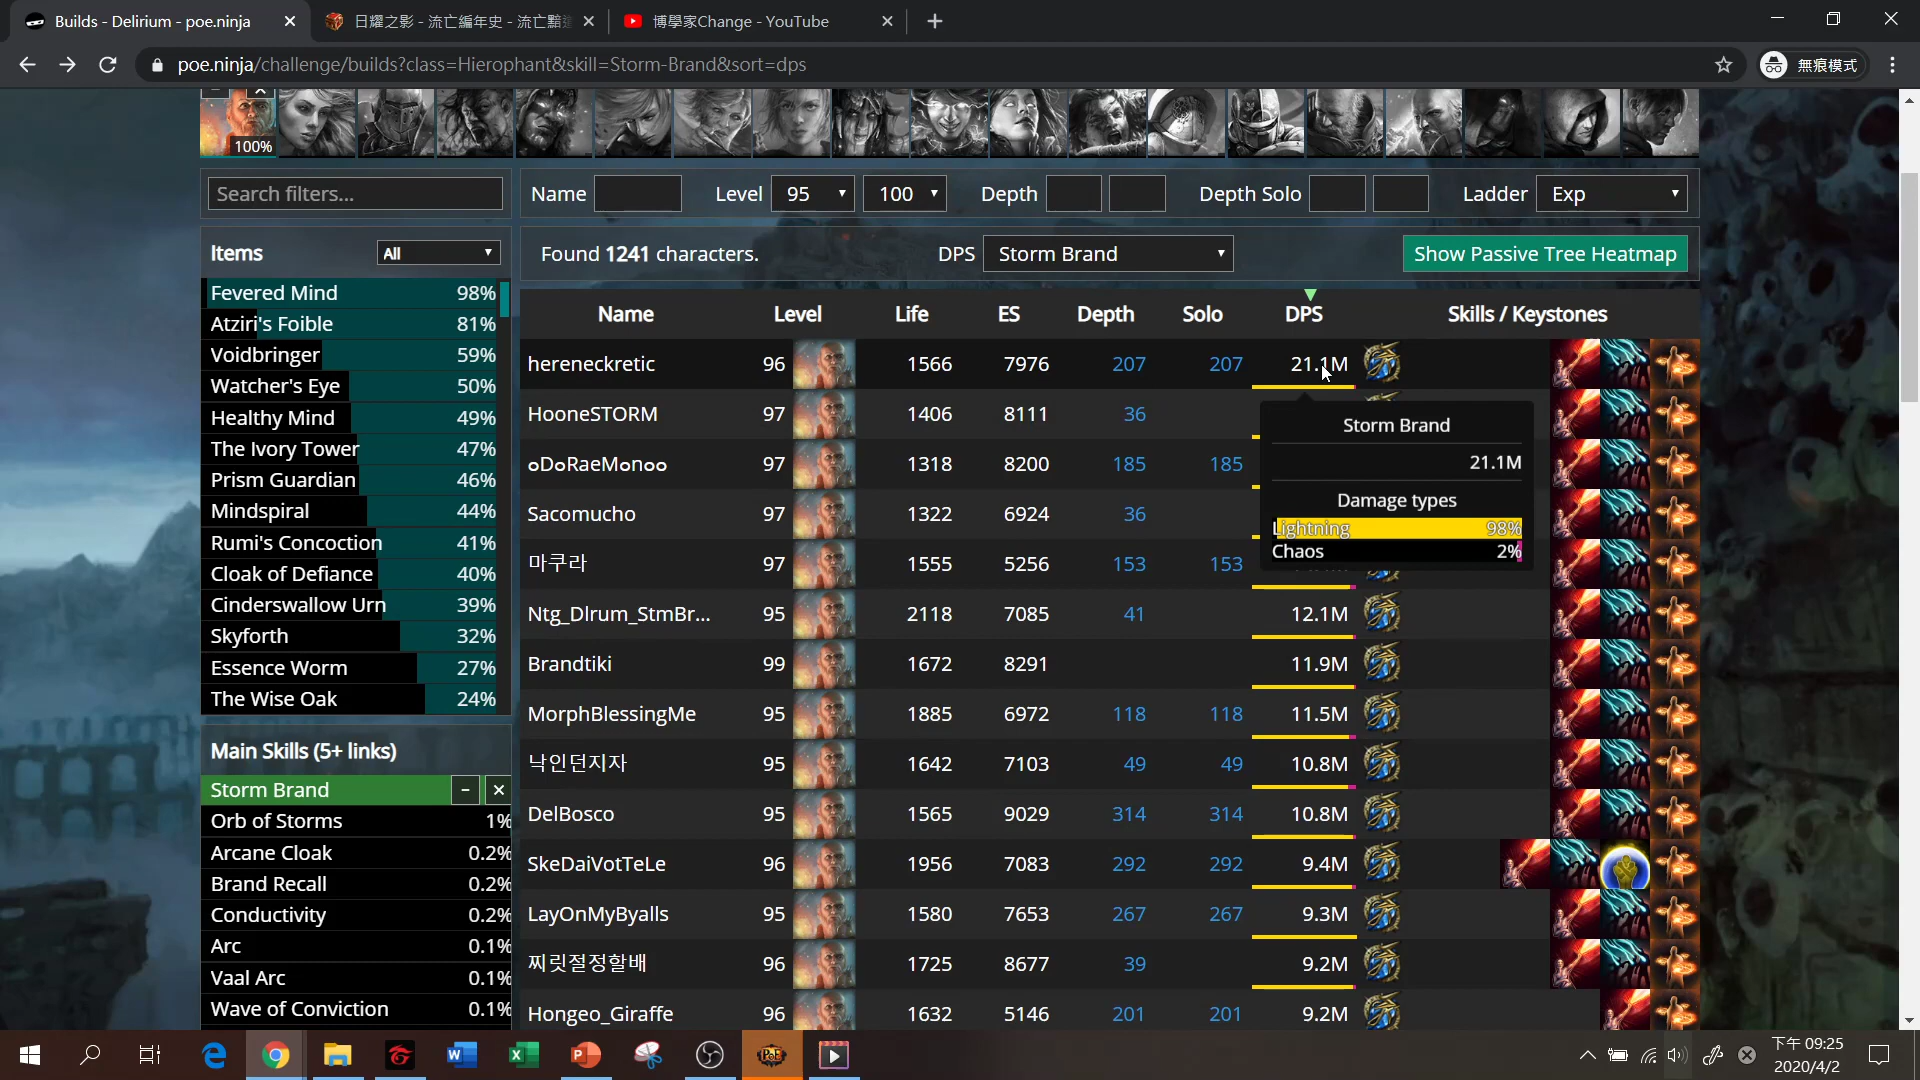 Builds - Delirium - poe.ninja
日耀之影 - 流亡編年史 - 流亡黯道
博學家Change - YouTube
poe.ninja/challenge/builds?class=Hierophant&skill=Storm-Brand&sort=dps
無痕模式
100%
Search filters...
Name
Level 95 100
Depth
Depth Solo
Ladder Exp
Items All
Found 1241 characters.
DPS Storm Brand
Show Passive Tree Heatmap
Fevered Mind 98%
Atziri's Foible 81%
Voidbringer 59%
Watcher's Eye 50%
Healthy Mind 49%
The Ivory Tower 47%
Prism Guardian 46%
Mindspiral 44%
Rumi's Concoction 41%
Cloak of Defiance 40%
Cinderswallow Urn 39%
Skyforth 32%
Essence Worm 27%
The Wise Oak 24%
Main Skills (5+ links)
Storm Brand
Orb of Storms 1%
Arcane Cloak 0.2%
Brand Recall 0.2%
Conductivity 0.2%
Arc 0.1%
Vaal Arc 0.1%
Wave of Conviction 0.1%
Name Level Life ES Depth Solo DPS Skills / Keystones
hereneckretic 96 1566 7976 207 207 21.1M
HooneSTORM 97 1406 8111 36
oDoRaeMonoo 97 1318 8200 185 185
Sacomucho 97 1322 6924 36
마쿠라 97 1555 5256 153 153
Ntg_Dlrum_StmBr... 95 2118 7085 41 12.1M
Brandtiki 99 1672 8291 11.9M
MorphBlessingMe 95 1885 6972 118 118 11.5M
낙인던지자 95 1642 7103 49 49 10.8M
DelBosco 95 1565 9029 314 314 10.8M
SkeDaiVotTeLe 96 1956 7083 292 292 9.4M
LayOnMyByalls 95 1580 7653 267 267 9.3M
찌릿절정할배 96 1725 8677 39 9.2M
Hongeo_Giraffe 96 1632 5146 201 201 9.2M
Storm Brand
21.1M
Damage types
Lightning 98%
Chaos 2%
下午 09:25
2020/4/2